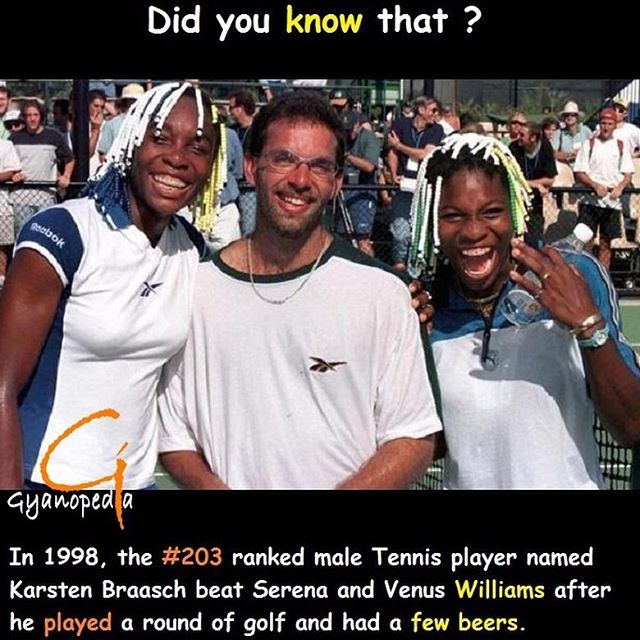 Did you know that ?
Reebok
Gyanopedia
In 1998, the #203 ranked male Tennis player named
Karsten Braasch beat Serena and Venus Williams after
he played a round of golf and had a few beers.